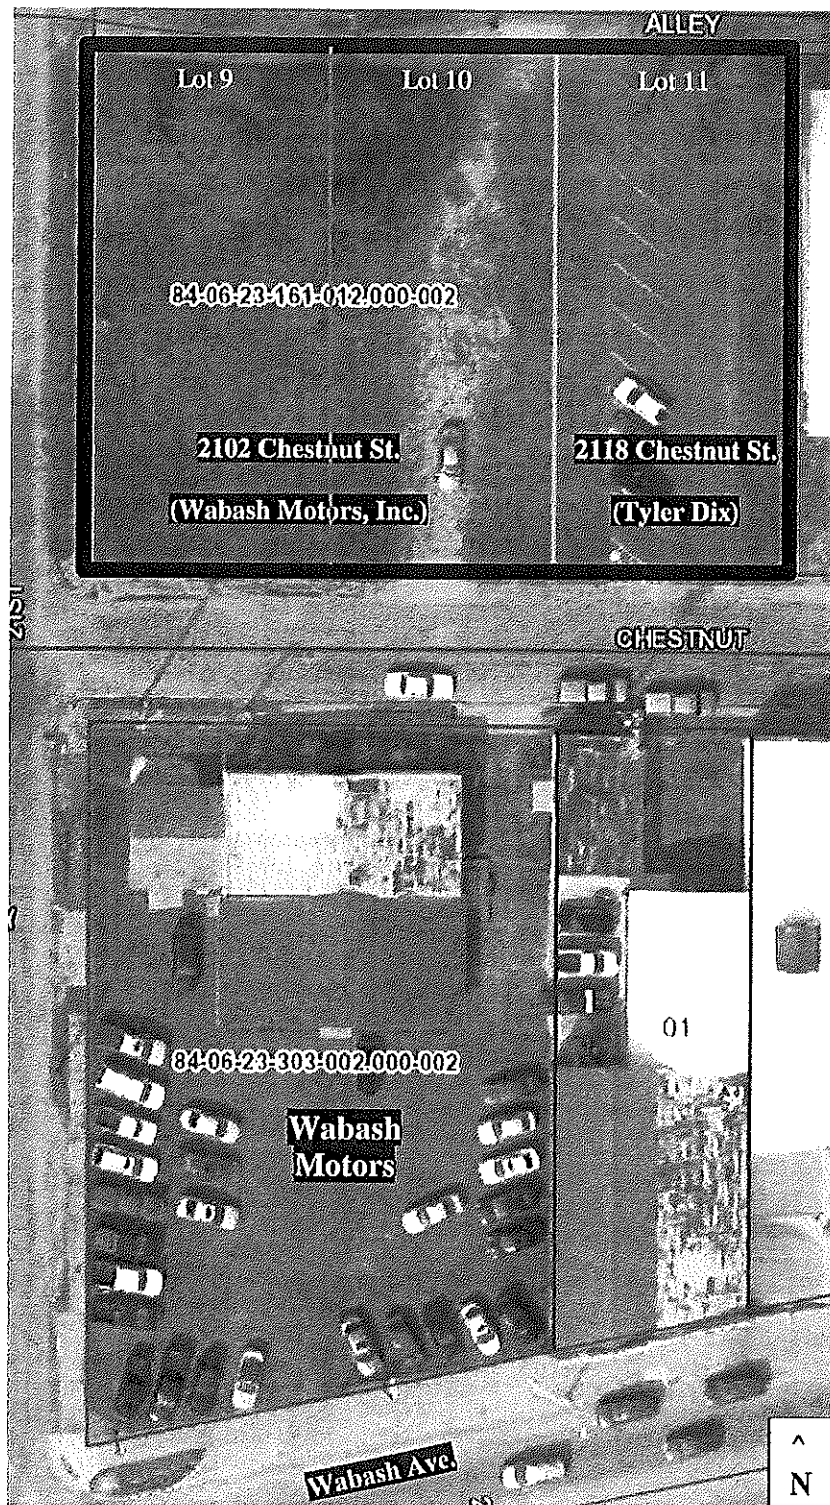 ALLEY
Lot 9
Lot 10
Lot 11
84-06-23-161-012.000-002
2102 Chestnut St.
2118 Chestnut St.
(Wabash Motors, Inc.)
(Tyler Dix)
21ST
CHESTNUT
01
84-06-23-303-002.000-002
Wabash
Motors
Wabash Ave.
^
N